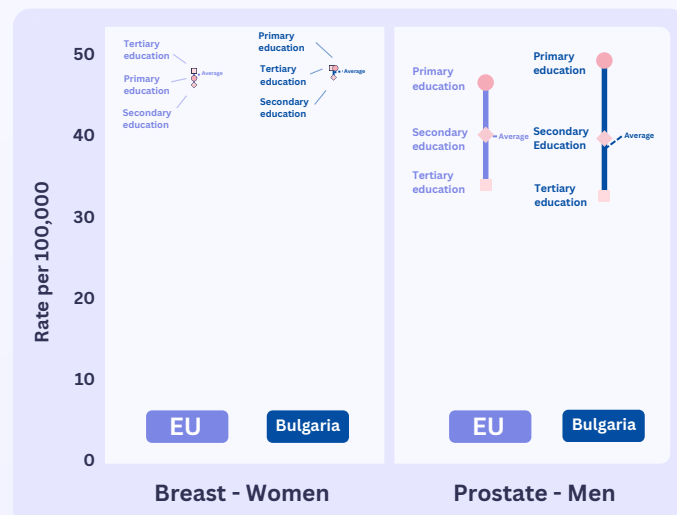 Rate per 100,000
50
40
30
20
10
0
Tertiary
education
Primary
education
Secondary
education
Average
Primary
education
Tertiary
education
Secondary
education
Average
EU
Bulgaria
Breast - Women
Primary
education
Secondary
education
Tertiary
education
Average
Primary
education
Secondary
Education
Tertiary
education
Average
EU
Bulgaria
Prostate - Men